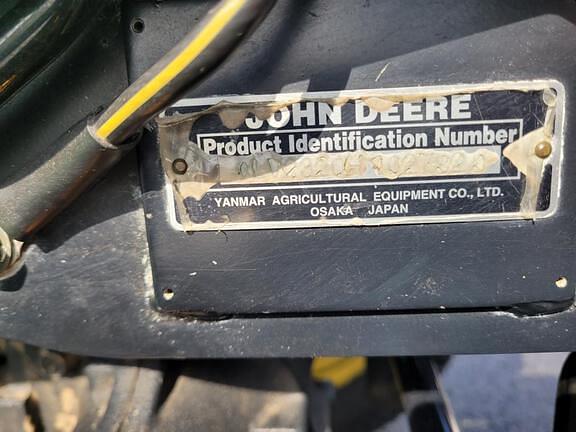 JOHN DEERE
Product Identification Number
YANMAR AGRICULTURAL EQUIPMENT CO., LTD.
OSAKA JAPAN